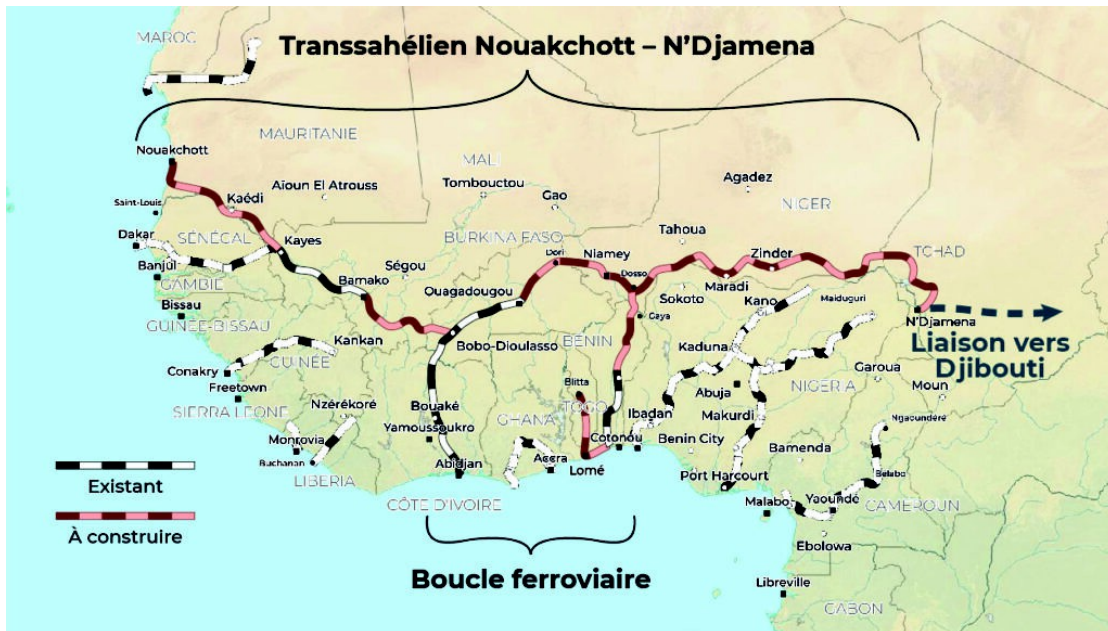 MAROC
Transsahélien Nouakchott – N'Djamena
MAURITANIE
Nouakchott
MALI
Aïoun El Atrouss
Tombouctou
Agadez
Gao
NIGER
Saint-Louis
Kaédi
Dakar
SÉNÉGAL
Kayes
BURKINA FASO
Tahoua
Zinder
TCHAD
Dori
Niamey
Banjul
GAMBIE
Bamako
Ségou
Dosso
Maradi
Ouagadougou
Sokoto
Kano
Maiduguri
Bissau
GUINÉE-BISSAU
Gaya
N'Djamena
Liaison vers
Djibouti
Kankan
Bobo-Dioulasso
BÉNIN
Kaduna
GUINÉE
Conakry
Freetown
Blitta
Abuja
NIGÉRIA
Garoua
Moun
SIERRA LEONE
Nzérékoré
Bouaké
GHANA
TOGO
Ibadan
Makurdi
Yamoussoukro
Ngaoundéré
Monrovia
Cotonou
Benin City
Bamenda
Buchanan
Abidjan
Accra
Lomé
Port Harcourt
Belabo
LIBERIA
Existant
CÔTE D'IVOIRE
Malabo
Yaoundé
CAMEROUN
À construire
Ebolowa
Boucle ferroviaire
Libreville
GABON